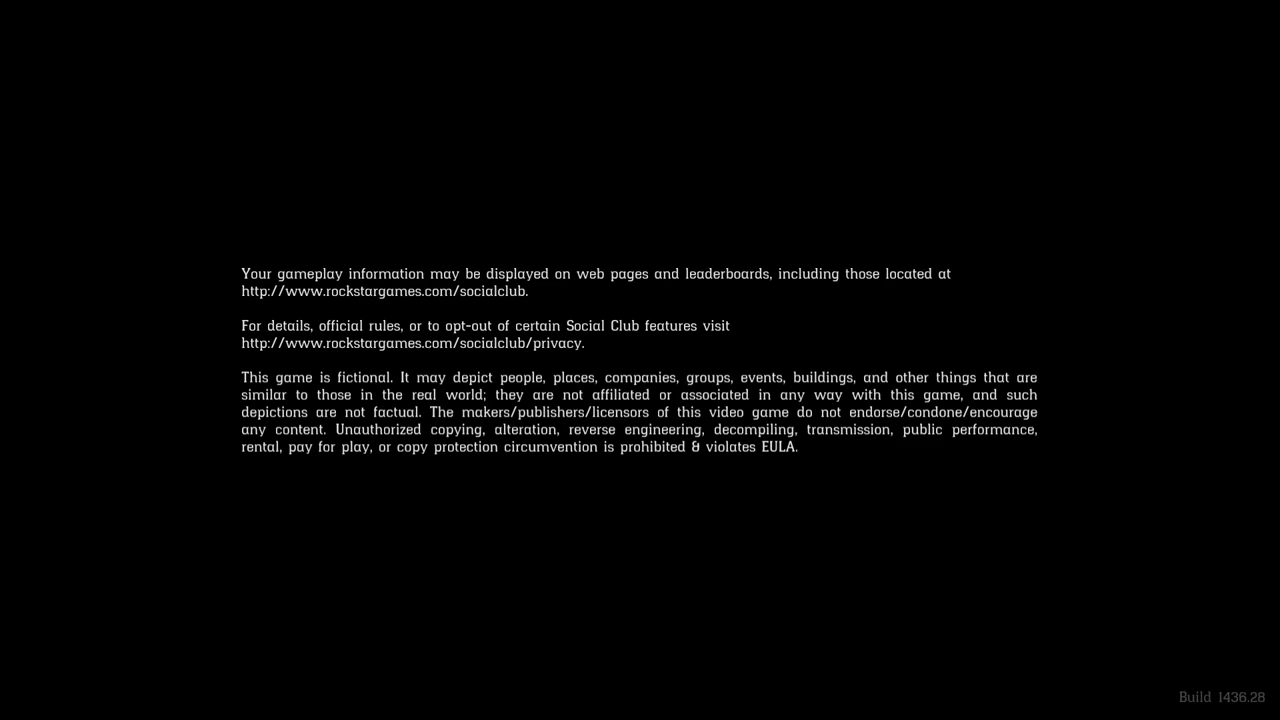 Your gameplay information may be displayed on web pages and leaderboards, including those located at
http://www.rockstargames.com/socialclub.
For details, official rules, or to opt-out of certain Social Club features visit
http://www.rockstargames.com/socialclub/privacy.
This game is fictional. It may depict people, places, companies, groups, events, buildings, and other things that are
similar to those in the real world; they are not affiliated or associated in any way with this game, and such
depictions are not factual. The makers/publishers/licensors of this video game do not endorse/condone/encourage
any content. Unauthorized copying, alteration, reverse engineering, decompiling, transmission, public performance,
rental, pay for play, or copy protection circumvention is prohibited & violates EULA.
Build 1436.28